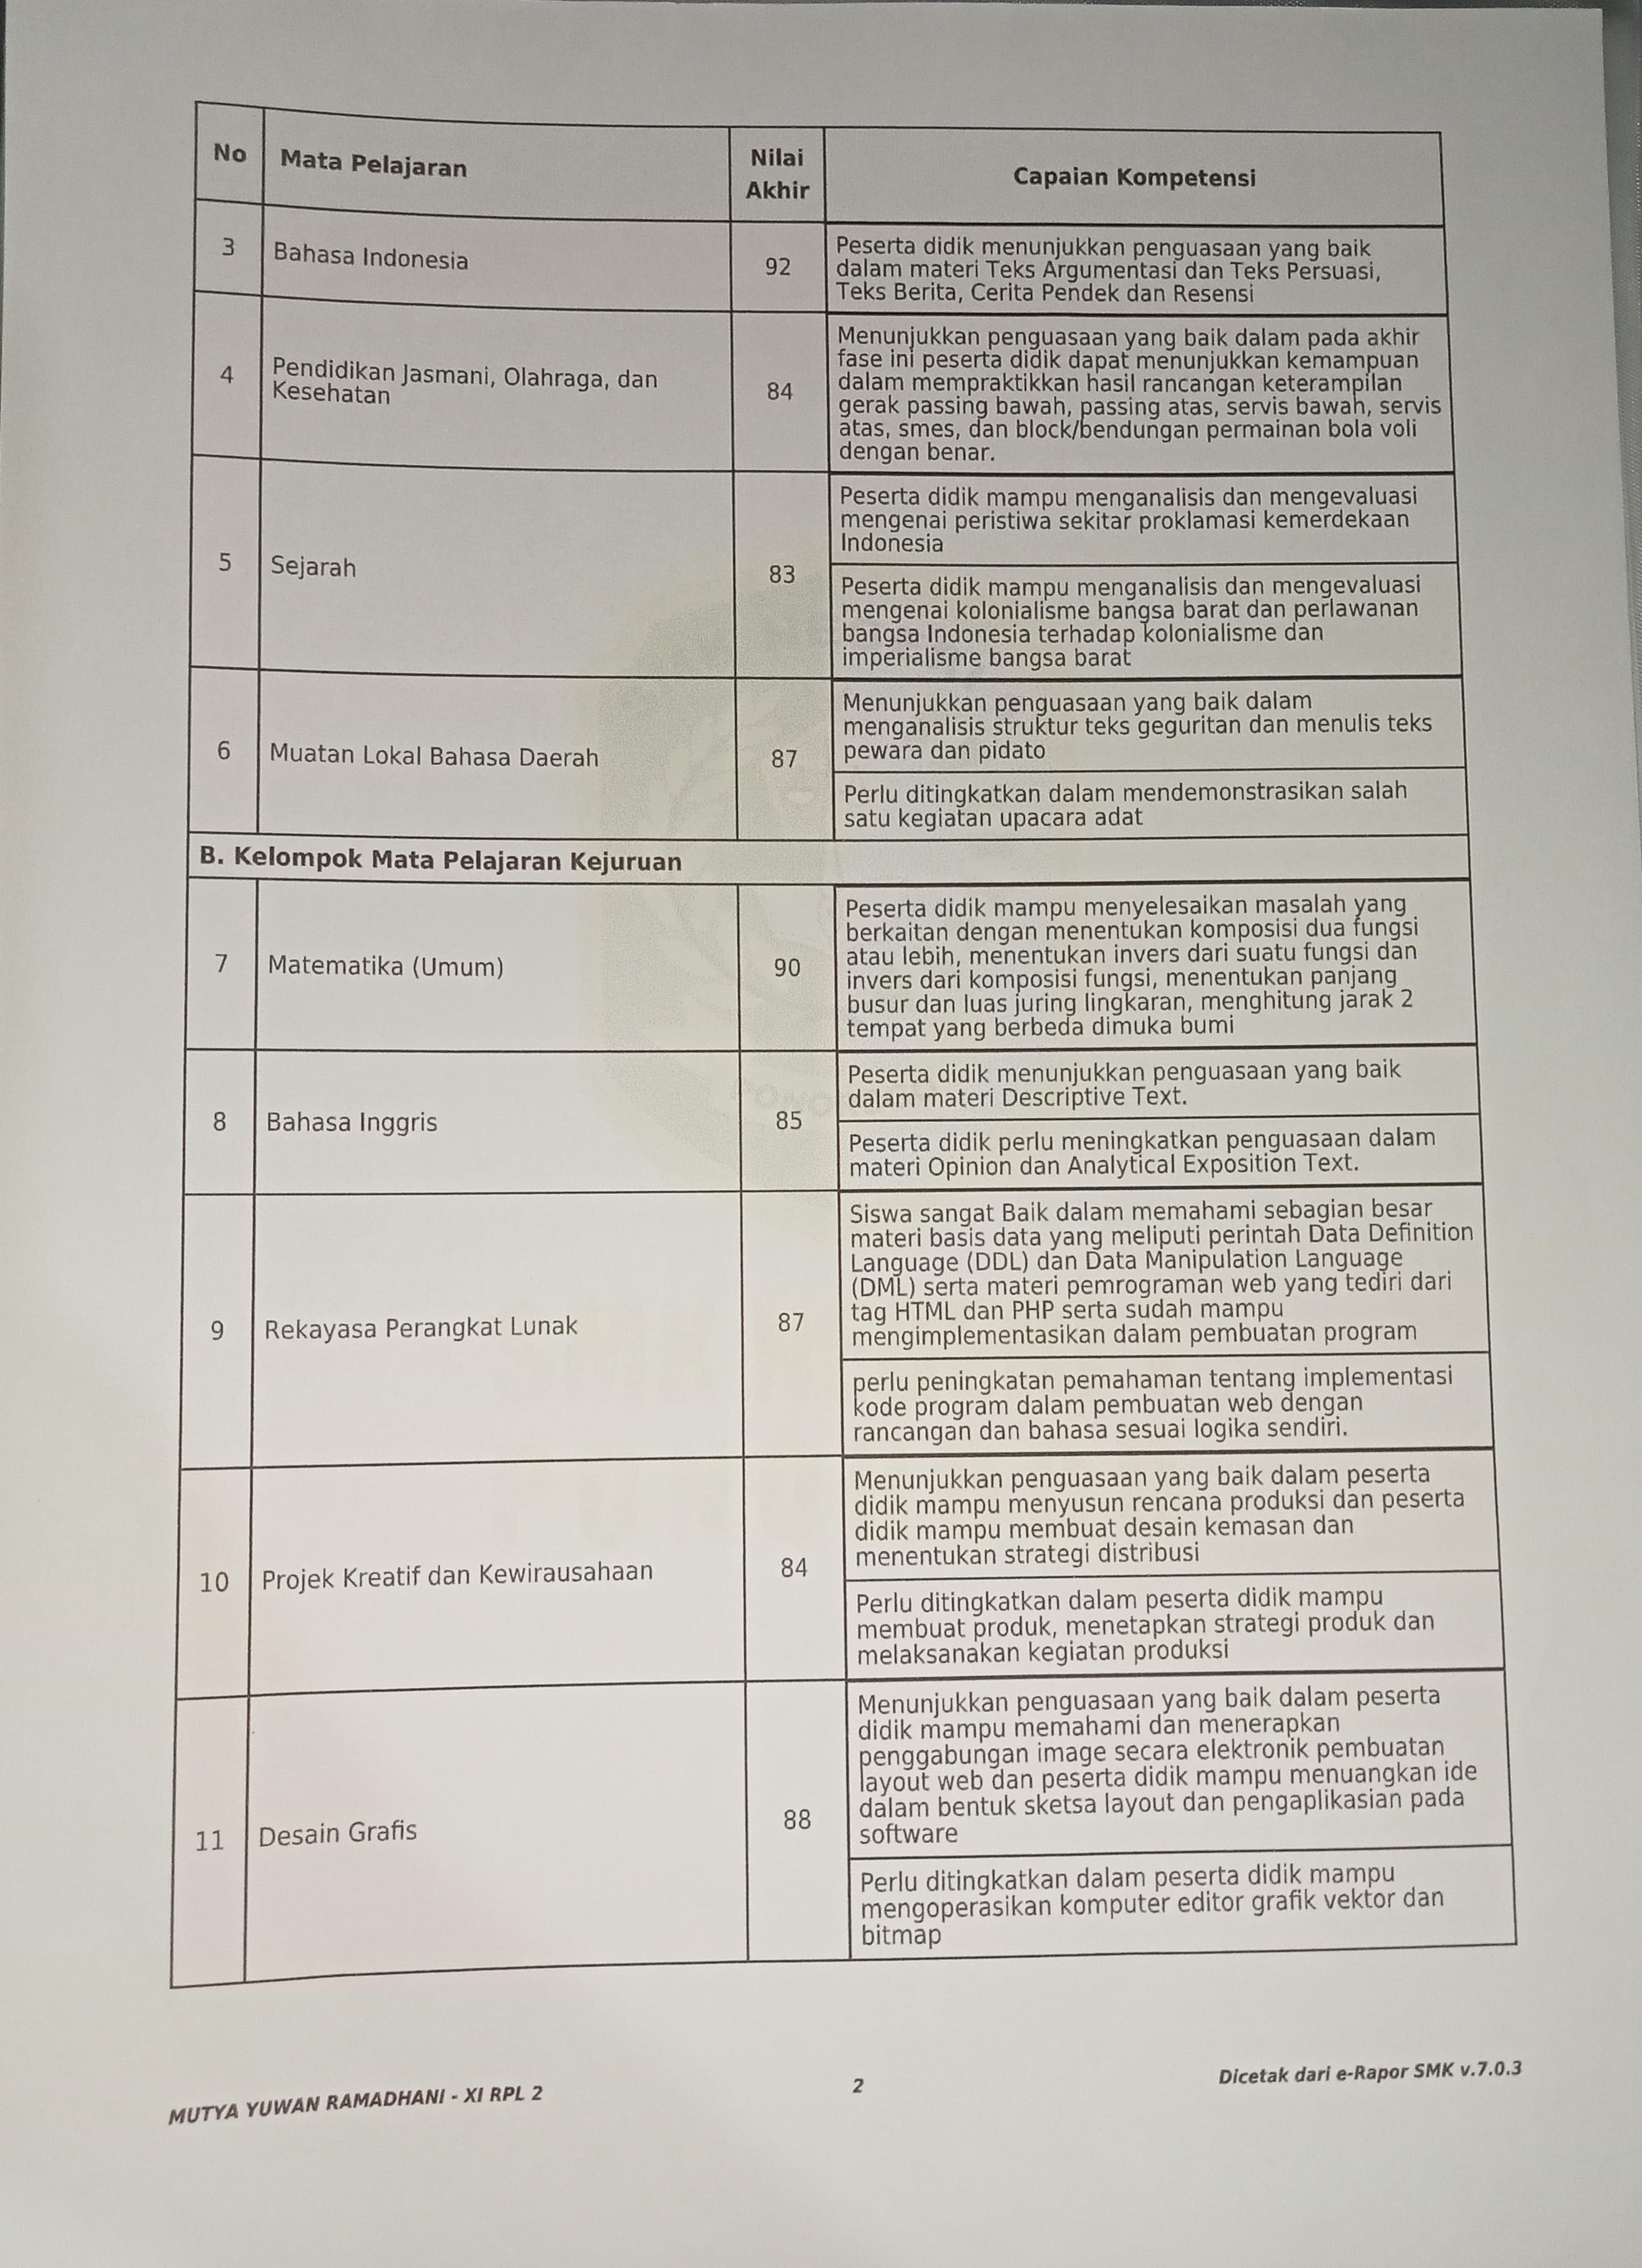 No
Mata Pelajaran
Nilai
Akhir
Capaian Kompetensi
3
Bahasa Indonesia
92
Peserta didik menunjukkan penguasaan yang baik
dalam materi Teks Argumentasi dan Teks Persuasi,
Teks Berita, Cerita Pendek dan Resensi
4
Pendidikan Jasmani, Olahraga, dan
Kesehatan
84
Menunjukkan penguasaan yang baik dalam pada akhir
fase ini peserta didik dapat menunjukkan kemampuan
dalam mempraktikkan hasil rancangan keterampilan
gerak passing bawah, passing atas, servis bawah, servis
atas, smes, dan block/bendungan permainan bola voli
dengan benar.
5
Sejarah
83
Peserta didik mampu menganalisis dan mengevaluasi
mengenai peristiwa sekitar proklamasi kemerdekaan
Indonesia
Peserta didik mampu menganalisis dan mengevaluasi
mengenai kolonialisme bangsa barat dan perlawanan
bangsa Indonesia terhadap kolonialisme dan
imperialisme bangsa barat
6
Muatan Lokal Bahasa Daerah
87
Menunjukkan penguasaan yang baik dalam
menganalisis struktur teks geguritan dan menulis teks
pewara dan pidato
Perlu ditingkatkan dalam mendemonstrasikan salah
satu kegiatan upacara adat
B. Kelompok Mata Pelajaran Kejuruan
7
Matematika (Umum)
90
Peserta didik mampu menyelesaikan masalah yang
berkaitan dengan menentukan komposisi dua fungsi
atau lebih, menentukan invers dari suatu fungsi dan
invers dari komposisi fungsi, menentukan panjang
busur dan luas juring lingkaran, menghitung jarak 2
tempat yang berbeda dimuka bumi
8
Bahasa Inggris
85
Peserta didik menunjukkan penguasaan yang baik
dalam materi Descriptive Text.
Peserta didik perlu meningkatkan penguasaan dalam
materi Opinion dan Analytical Exposition Text.
9
Rekayasa Perangkat Lunak
87
Siswa sangat Baik dalam memahami sebagian besar
materi basis data yang meliputi perintah Data Definition
Language (DDL) dan Data Manipulation Language
(DML) serta materi pemrograman web yang tediri dari
tag HTML dan PHP serta sudah mampu
mengimplementasikan dalam pembuatan program
perlu peningkatan pemahaman tentang implementasi
kode program dalam pembuatan web dengan
rancangan dan bahasa sesuai logika sendiri.
10
Projek Kreatif dan Kewirausahaan
84
Menunjukkan penguasaan yang baik dalam peserta
didik mampu menyusun rencana produksi dan peserta
didik mampu membuat desain kemasan dan
menentukan strategi distribusi
Perlu ditingkatkan dalam peserta didik mampu
membuat produk, menetapkan strategi produk dan
melaksanakan kegiatan produksi
11
Desain Grafis
88
Menunjukkan penguasaan yang baik dalam peserta
didik mampu memahami dan menerapkan
penggabungan image secara elektronik pembuatan
layout web dan peserta didik mampu menuangkan ide
dalam bentuk sketsa layout dan pengaplikasian pada
software
Perlu ditingkatkan dalam peserta didik mampu
mengoperasikan komputer editor grafik vektor dan
bitmap
MUTYA YUWAN RAMADHANI - XI RPL 2
2
Dicetak dari e-Rapor SMK v.7.0.3